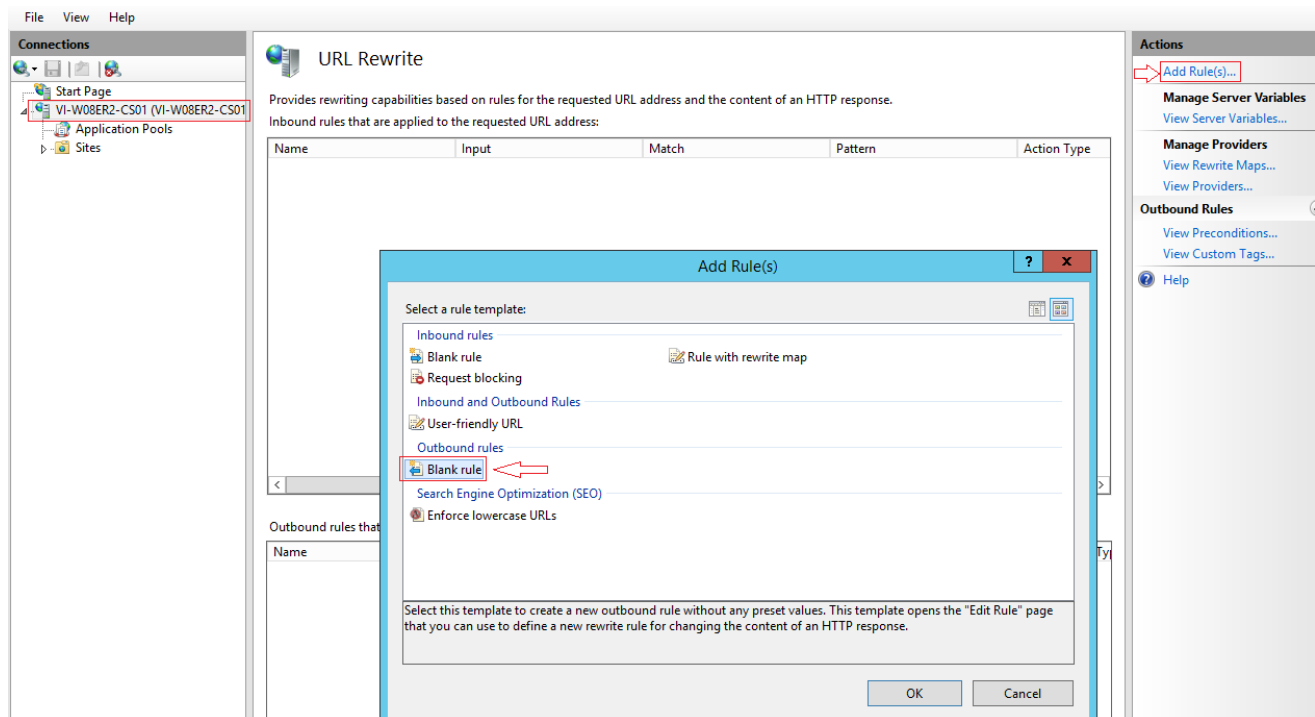 File View Help
Connections
Start Page
VI-W08ER2-CS01 (VI-W08ER2-CS01
Application Pools
Sites
URL Rewrite
Provides rewriting capabilities based on rules for the requested URL address and the content of an HTTP response.
Inbound rules that are applied to the requested URL address:
Name Input Match Pattern Action Type
Add Rule(s)
? x
Select a rule template:
Inbound rules
Blank rule Rule with rewrite map
Request blocking
Inbound and Outbound Rules
User-friendly URL
Outbound rules
Blank rule
Search Engine Optimization (SEO)
Enforce lowercase URLs
Select this template to create a new outbound rule without any preset values. This template opens the "Edit Rule" page
that you can use to define a new rewrite rule for changing the content of an HTTP response.
OK Cancel
Outbound rules that
Name
Actions
Add Rule(s)...
Manage Server Variables
View Server Variables...
Manage Providers
View Rewrite Maps...
View Providers...
Outbound Rules
View Preconditions...
View Custom Tags...
Help